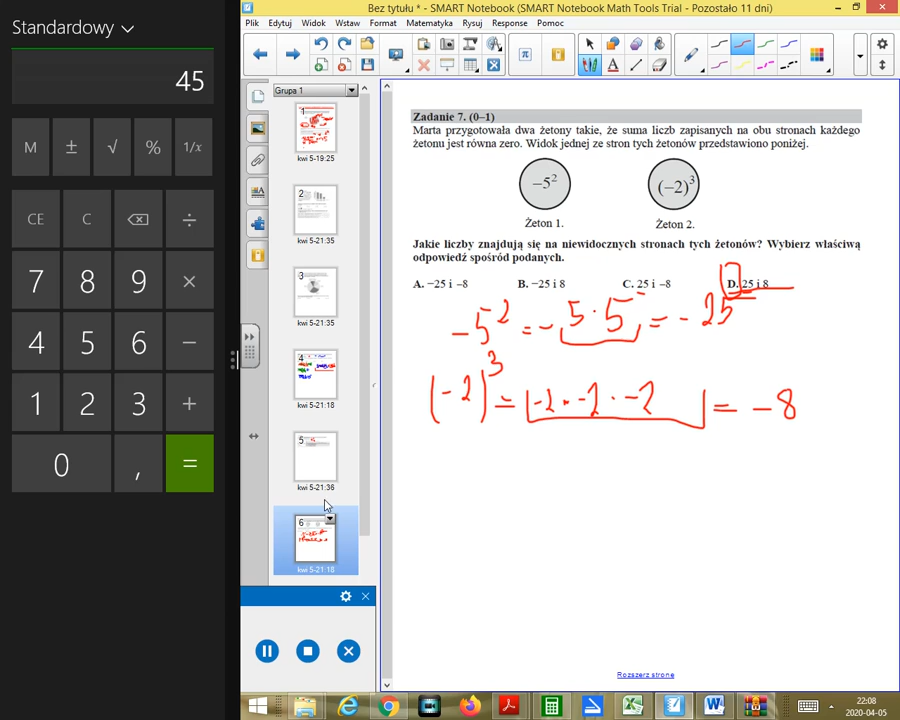 Standardowy
45
M ± √ % 1/x
CE C ÷
7 8 9 ×
4 5 6 −
1 2 3 +
0 , =
Bez tytułu * - SMART Notebook (SMART Notebook Math Tools Trial - Pozostało 11 dni)
Plik Edytuj Widok Wstaw Format Matematyka Rysuj Response Pomoc
Grupa 1
1
kwi 5-19:25
2
kwi 5-21:35
3
kwi 5-21:35
4
kwi 5-21:18
5
kwi 5-21:36
6
kwi 5-21:18
Zadanie 7. (0–1)
Marta przygotowała dwa żetony takie, że suma liczb zapisanych na obu stronach każdego
żetonu jest równa zero. Widok jednej ze stron tych żetonów przedstawiono poniżej.
−5² (−2)³
Żeton 1. Żeton 2.
Jakie liczby znajdują się na niewidocznych stronach tych żetonów? Wybierz właściwą
odpowiedź spośród podanych.
A. −25 i −8 B. −25 i 8 C. 25 i −8 D. 25 i 8
-5² = - 5 · 5 = - 25
(-2)³ = -2 · -2 · -2 = -8
Rozszerz stronę
22:08
2020-04-05